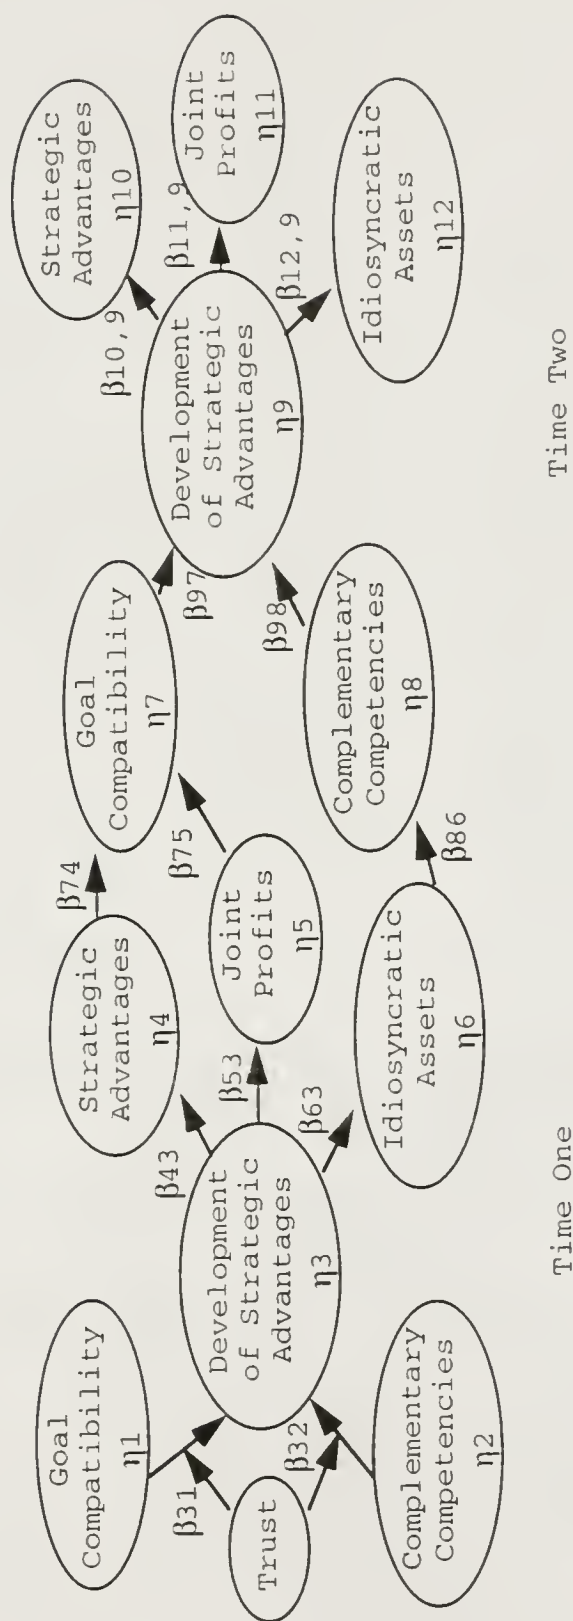 Goal
Compatibility
η1
β31
Trust
β32
Complementary
Competencies
η2
Development
of Strategic
Advantages
η3
β43
β53
β63
Strategic
Advantages
η4
Joint
Profits
η5
Idiosyncratic
Assets
η6
β74
β75
β86
Goal
Compatibility
η7
Complementary
Competencies
η8
β97
β98
Development
of Strategic
Advantages
η9
β10,9
β11,9
β12,9
Strategic
Advantages
η10
Joint
Profits
η11
Idiosyncratic
Assets
η12
Time One
Time Two